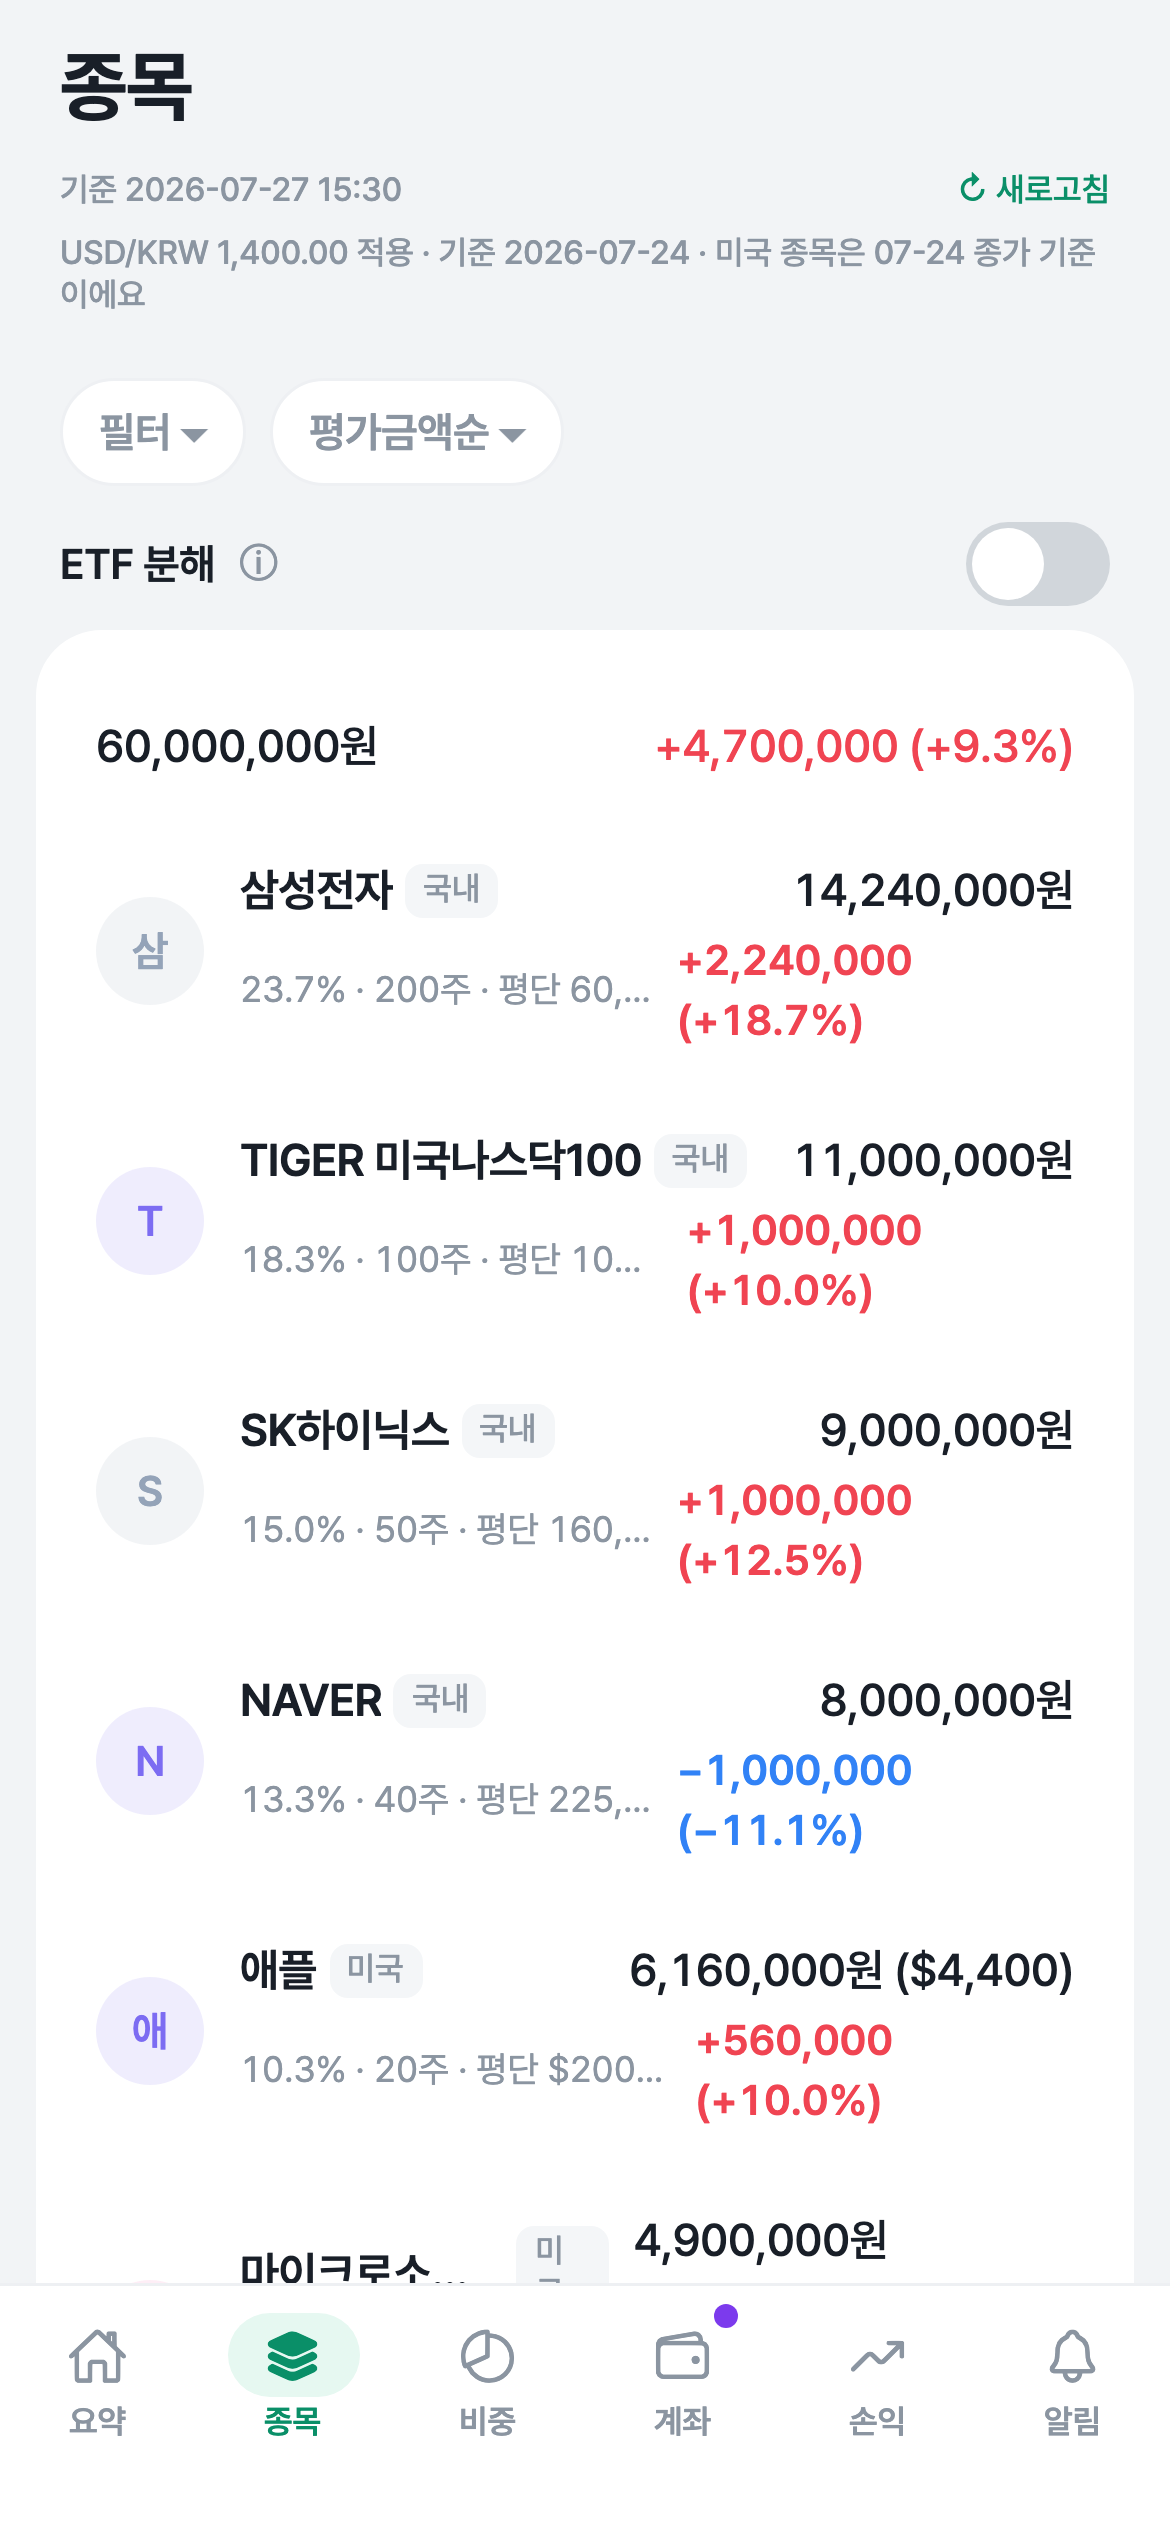 종목
기준 2026-07-27 15:30
새로고침
USD/KRW 1,400.00 적용 · 기준 2026-07-24 · 미국 종목은 07-24 종가 기준
이에요
필터
평가금액순
ETF 분해
60,000,000원
+4,700,000 (+9.3%)
삼
삼성전자 국내
14,240,000원
23.7% · 200주 · 평단 60,...
+2,240,000
(+18.7%)
T
TIGER 미국나스닥100 국내
11,000,000원
18.3% · 100주 · 평단 10...
+1,000,000
(+10.0%)
S
SK하이닉스 국내
9,000,000원
15.0% · 50주 · 평단 160,...
+1,000,000
(+12.5%)
N
NAVER 국내
8,000,000원
13.3% · 40주 · 평단 225,...
−1,000,000
(−11.1%)
애
애플 미국
6,160,000원 ($4,400)
10.3% · 20주 · 평단 $200...
+560,000
(+10.0%)
마이크로소...
미
4,900,000원
요약
종목
비중
계좌
손익
알림